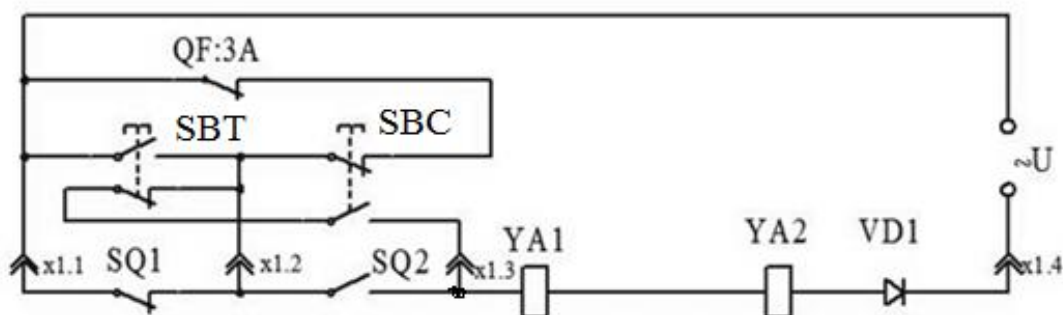 QF:3A
SBT SBC
~U
x1.1 SQ1 x1.2 SQ2 x1.3 YA1 YA2 VD1 x1.4